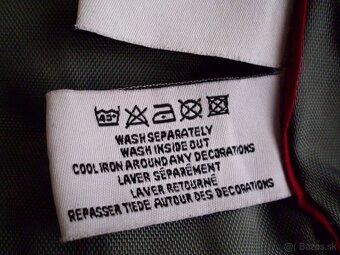 40°
WASH SEPARATELY
WASH INSIDE OUT
COOL IRON AROUND ANY DECORATIONS
LAVER SÉPARÉMENT
LAVER RETOURNÉ
REPASSER TIEDE AUTOUR DES DECORATIONS
Bazos.sk